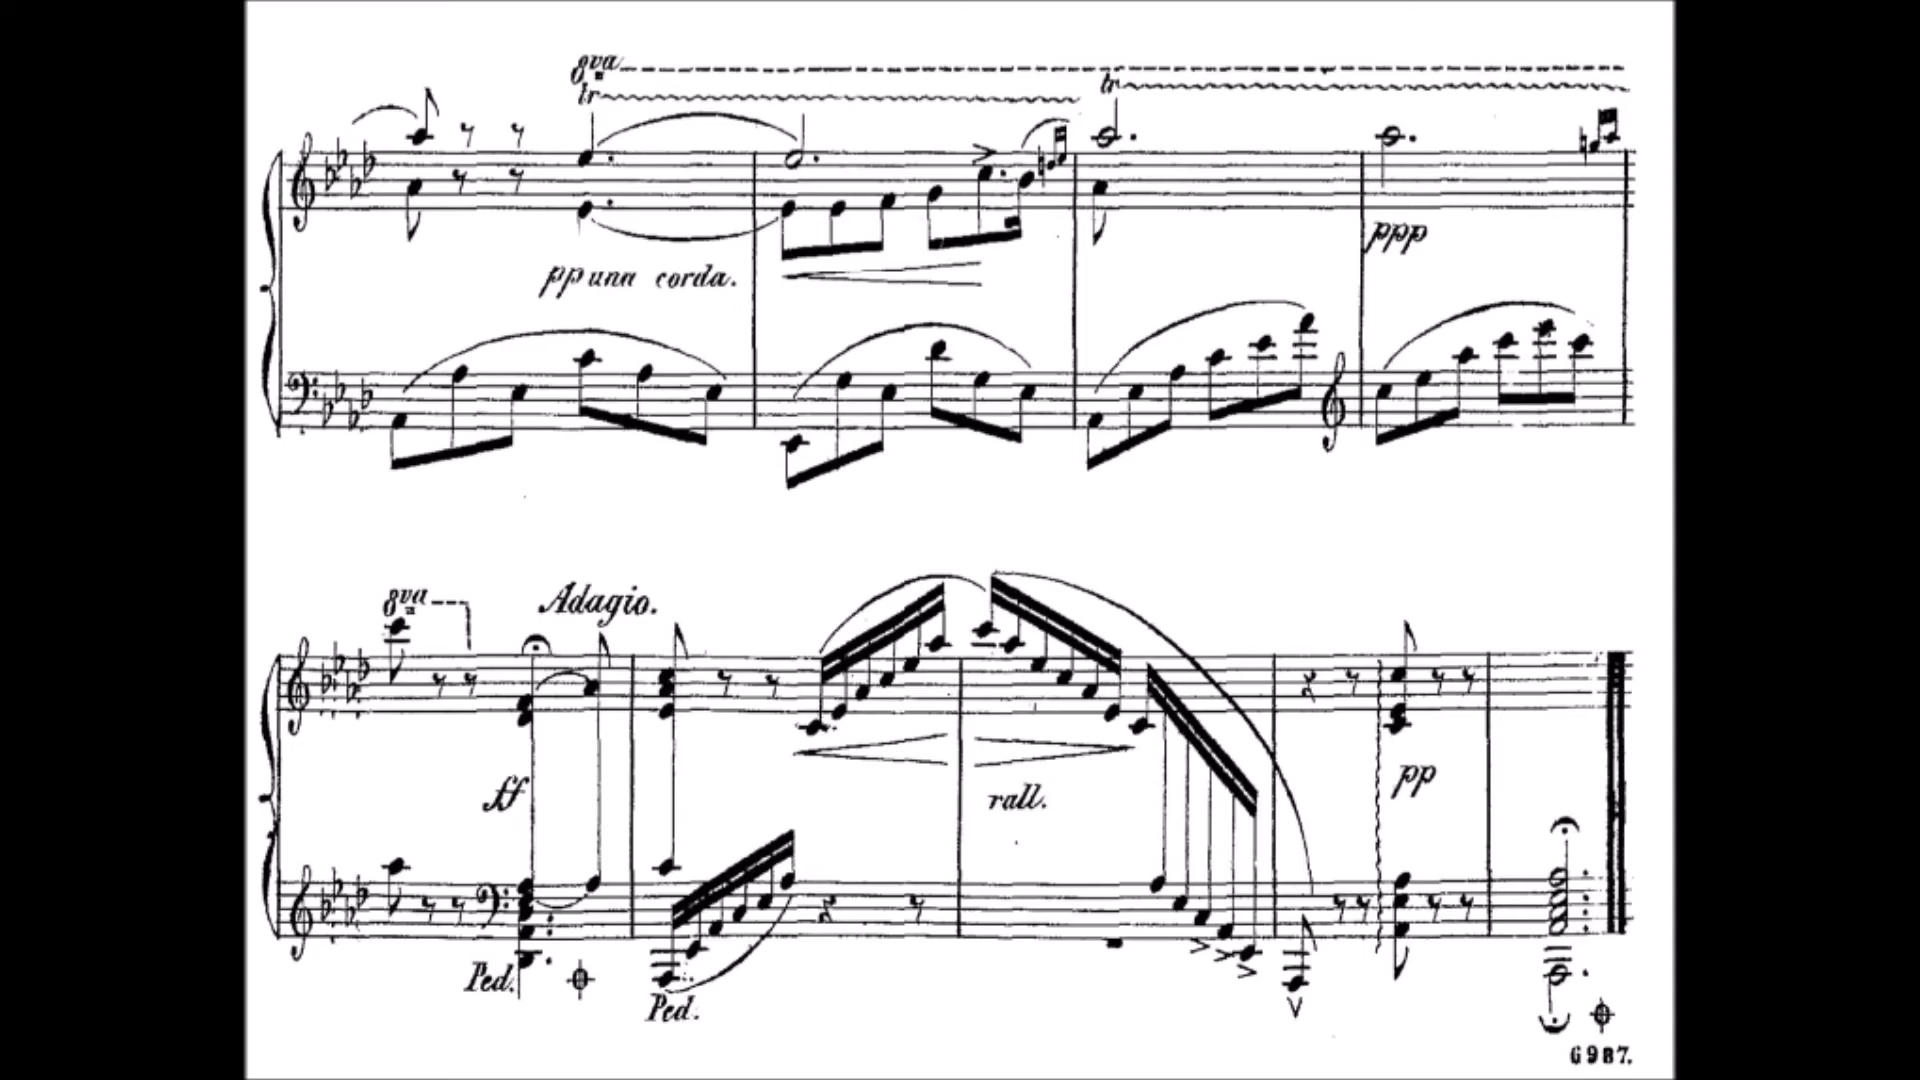 8va
tr
tr
pp una corda.
ppp
8va
Adagio.
ff
rall.
pp
Ped.
Ped.
6987.